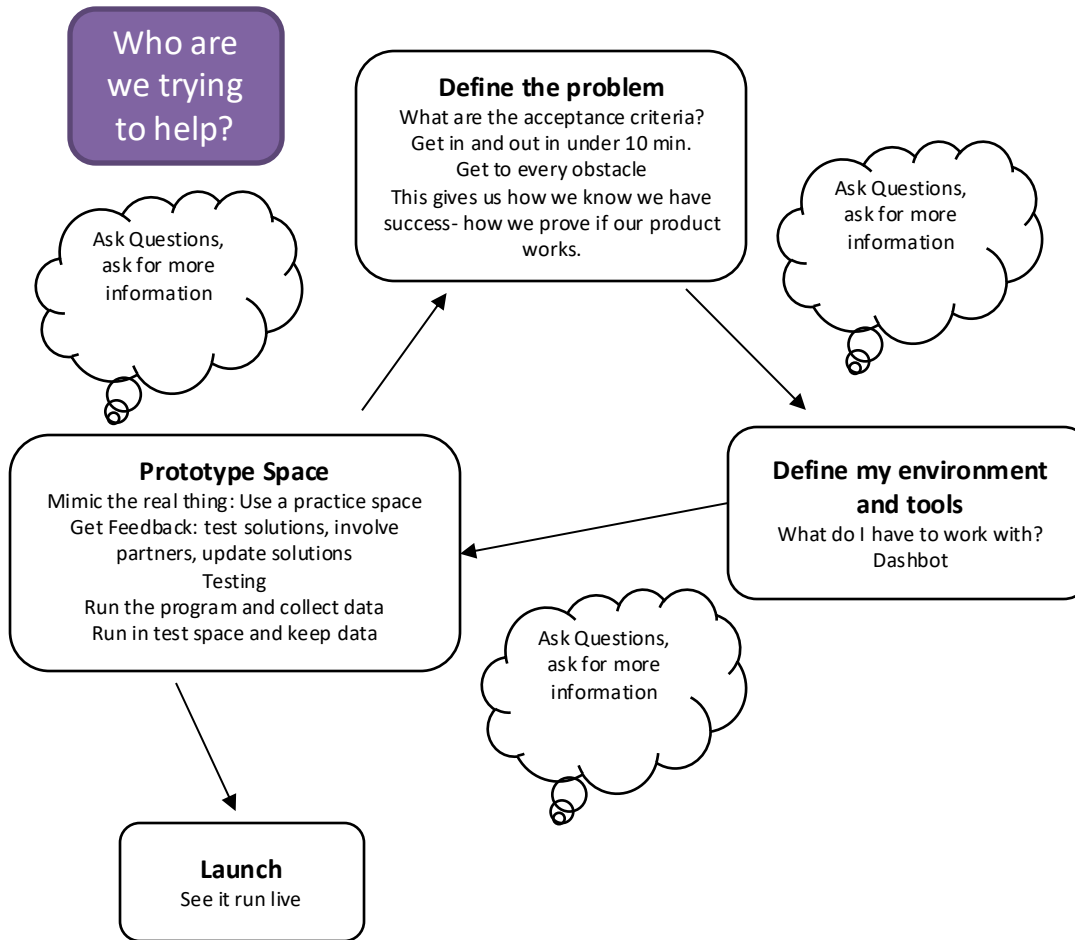 Who are
we trying
to help?
Define the problem
What are the acceptance criteria?
Get in and out in under 10 min.
Get to every obstacle
This gives us how we know we have
success- how we prove if our product
works.
Ask Questions,
ask for more
information
Ask Questions,
ask for more
information
Define my environment
and tools
What do I have to work with?
Dashbot
Prototype Space
Mimic the real thing: Use a practice space
Get Feedback: test solutions, involve
partners, update solutions
Testing
Run the program and collect data
Run in test space and keep data
Ask Questions,
ask for more
information
Launch
See it run live